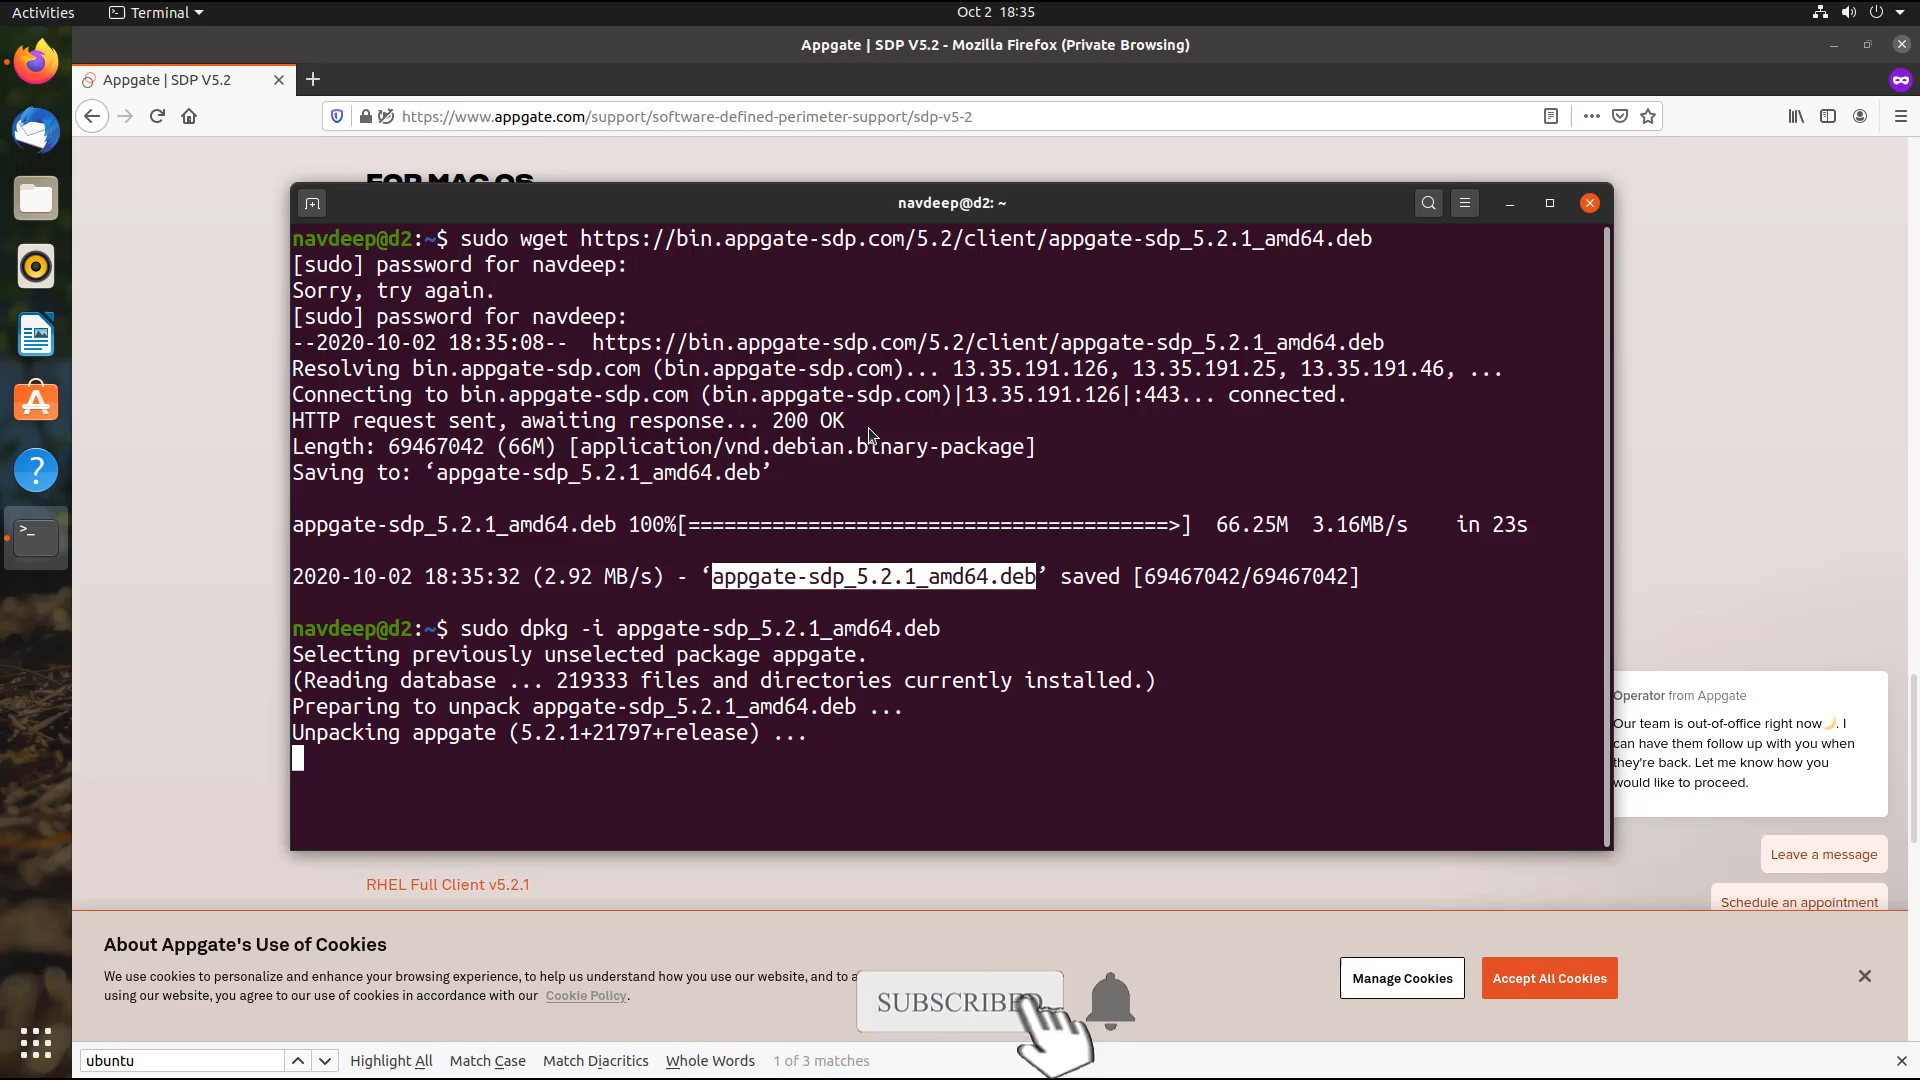 Activities
Terminal
Oct 2 18:35
Appgate | SDP V5.2 - Mozilla Firefox (Private Browsing)
Appgate | SDP V5.2
https://www.appgate.com/support/software-defined-perimeter-support/sdp-v5-2
FOR MAC OS
navdeep@d2: ~
navdeep@d2:~$ sudo wget https://bin.appgate-sdp.com/5.2/client/appgate-sdp_5.2.1_amd64.deb
[sudo] password for navdeep:
Sorry, try again.
[sudo] password for navdeep:
--2020-10-02 18:35:08--  https://bin.appgate-sdp.com/5.2/client/appgate-sdp_5.2.1_amd64.deb
Resolving bin.appgate-sdp.com (bin.appgate-sdp.com)... 13.35.191.126, 13.35.191.25, 13.35.191.46, ...
Connecting to bin.appgate-sdp.com (bin.appgate-sdp.com)|13.35.191.126|:443... connected.
HTTP request sent, awaiting response... 200 OK
Length: 69467042 (66M) [application/vnd.debian.binary-package]
Saving to: ‘appgate-sdp_5.2.1_amd64.deb’
appgate-sdp_5.2.1_amd64.deb 100%[========================================>]  66.25M  3.16MB/s    in 23s
2020-10-02 18:35:32 (2.92 MB/s) - ‘appgate-sdp_5.2.1_amd64.deb’ saved [69467042/69467042]
navdeep@d2:~$ sudo dpkg -i appgate-sdp_5.2.1_amd64.deb
Selecting previously unselected package appgate.
(Reading database ... 219333 files and directories currently installed.)
Preparing to unpack appgate-sdp_5.2.1_amd64.deb ...
Unpacking appgate (5.2.1+21797+release) ...
Operator from Appgate
Our team is out-of-office right now🌙. I
can have them follow up with you when
they're back. Let me know how you
would like to proceed.
Leave a message
Schedule an appointment
RHEL Full Client v5.2.1
About Appgate's Use of Cookies
We use cookies to personalize and enhance your browsing experience, to help us understand how you use our website, and to a
using our website, you agree to our use of cookies in accordance with our Cookie Policy.
Manage Cookies
Accept All Cookies
SUBSCRIBED
ubuntu
Highlight All
Match Case
Match Diacritics
Whole Words
1 of 3 matches